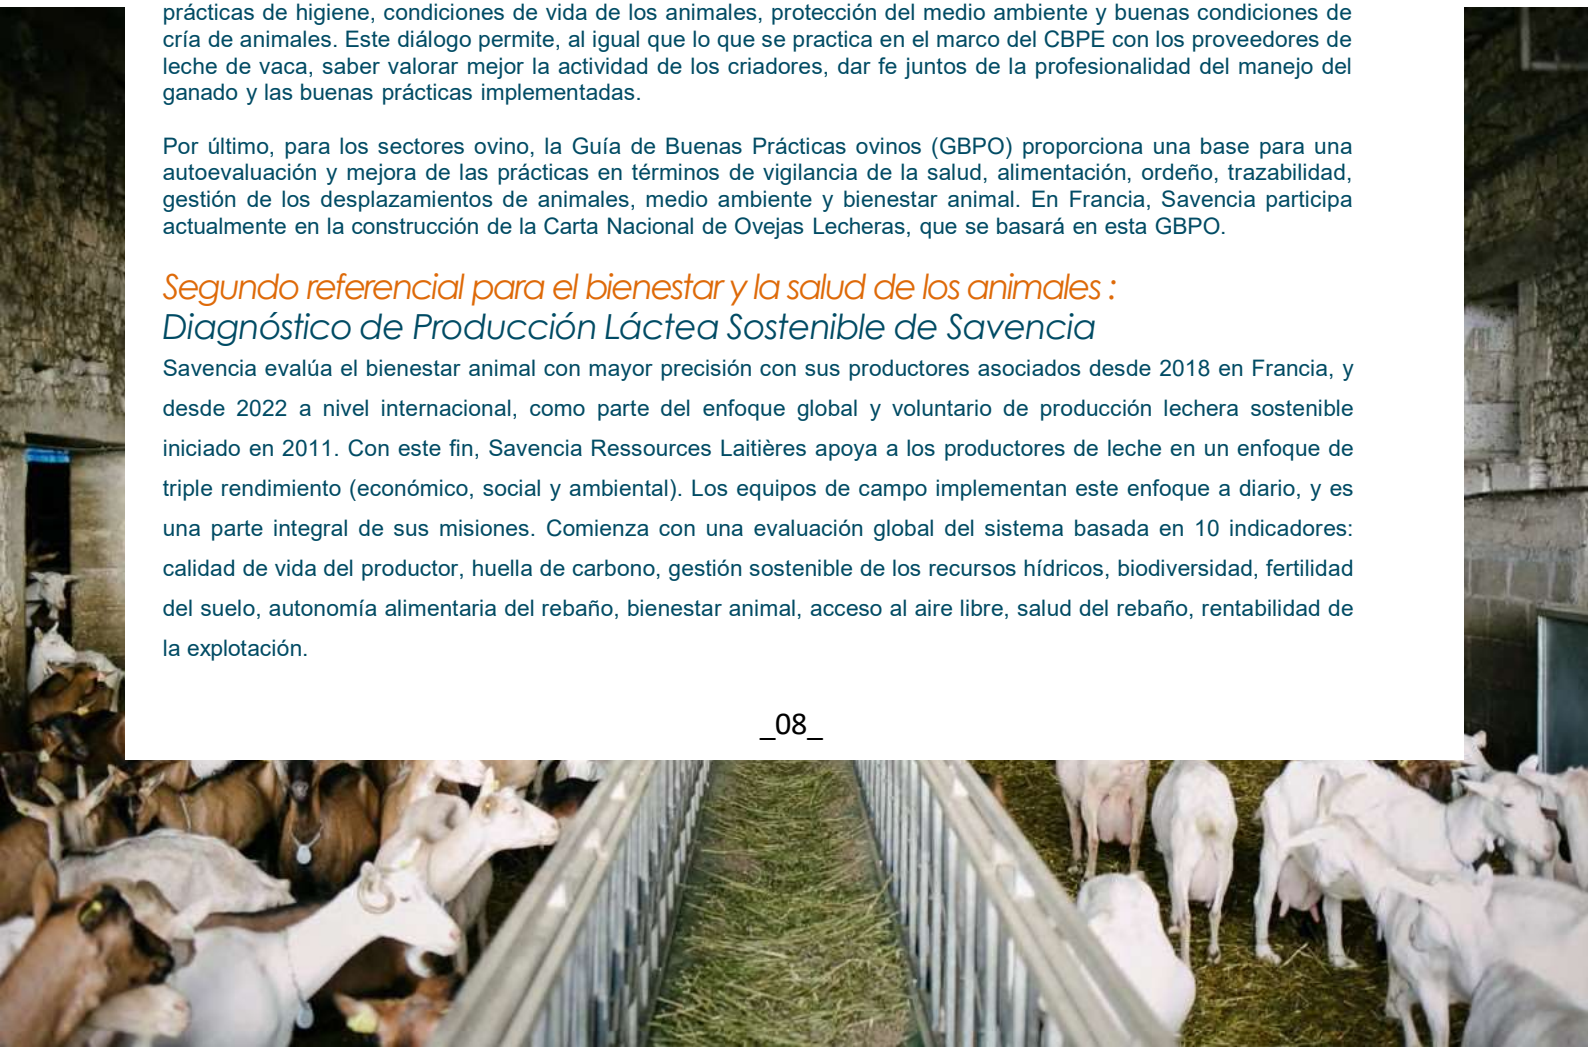 prácticas de higiene, condiciones de vida de los animales, protección del medio ambiente y buenas condiciones de
cría de animales. Este diálogo permite, al igual que lo que se practica en el marco del CBPE con los proveedores de
leche de vaca, saber valorar mejor la actividad de los criadores, dar fe juntos de la profesionalidad del manejo del
ganado y las buenas prácticas implementadas.
Por último, para los sectores ovino, la Guía de Buenas Prácticas ovinos (GBPO) proporciona una base para una
autoevaluación y mejora de las prácticas en términos de vigilancia de la salud, alimentación, ordeño, trazabilidad,
gestión de los desplazamientos de animales, medio ambiente y bienestar animal. En Francia, Savencia participa
actualmente en la construcción de la Carta Nacional de Ovejas Lecheras, que se basará en esta GBPO.
Segundo referencial para el bienestar y la salud de los animales :
Diagnóstico de Producción Láctea Sostenible de Savencia
Savencia evalúa el bienestar animal con mayor precisión con sus productores asociados desde 2018 en Francia, y
desde 2022 a nivel internacional, como parte del enfoque global y voluntario de producción lechera sostenible
iniciado en 2011. Con este fin, Savencia Ressources Laitières apoya a los productores de leche en un enfoque de
triple rendimiento (económico, social y ambiental). Los equipos de campo implementan este enfoque a diario, y es
una parte integral de sus misiones. Comienza con una evaluación global del sistema basada en 10 indicadores:
calidad de vida del productor, huella de carbono, gestión sostenible de los recursos hídricos, biodiversidad, fertilidad
del suelo, autonomía alimentaria del rebaño, bienestar animal, acceso al aire libre, salud del rebaño, rentabilidad de
la explotación.
_08_